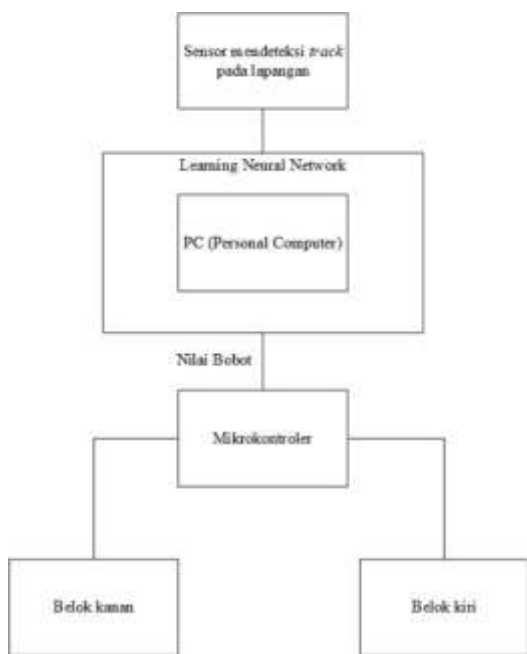 Sensor mendeteksi track
pada lapangan
Learning Neural Network
PC (Personal Computer)
Nilai Bobot
Mikrokontroler
Belok kanan
Belok kiri